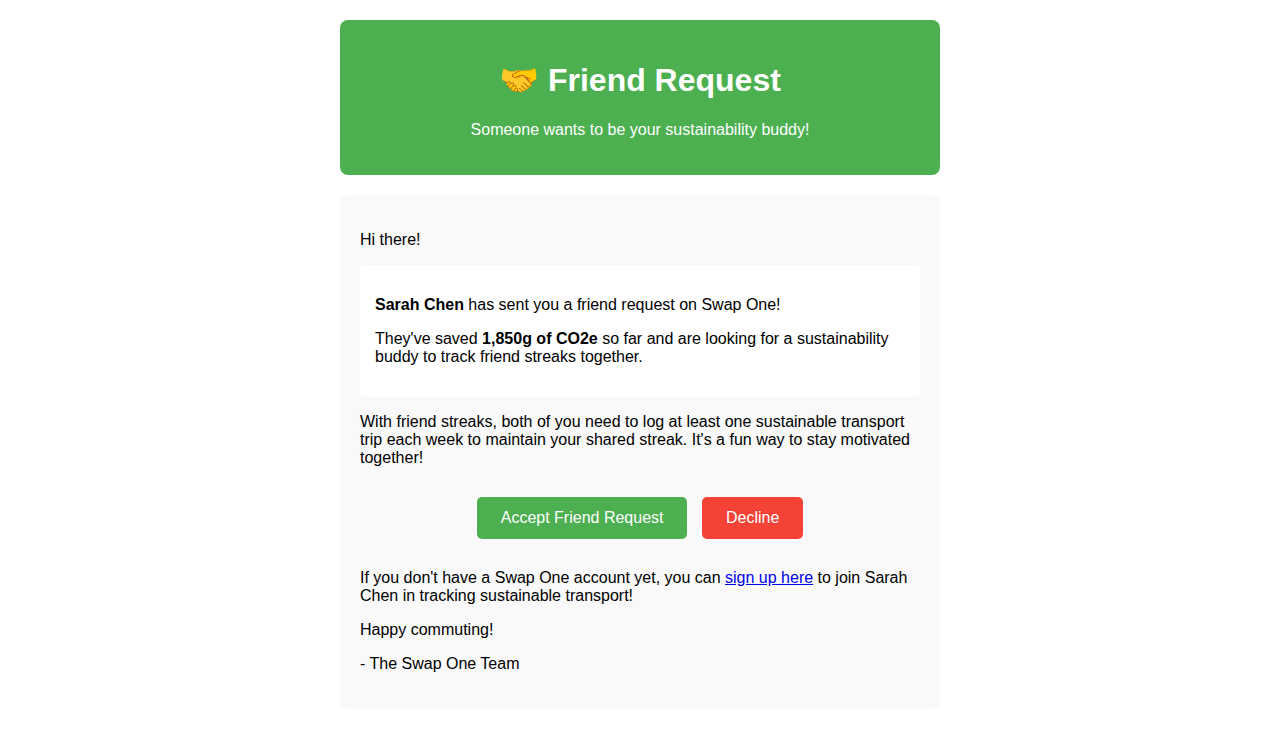 🤝 Friend Request
Someone wants to be your sustainability buddy!
Hi there!
Sarah Chen has sent you a friend request on Swap One!
They've saved 1,850g of CO2e so far and are looking for a sustainability
buddy to track friend streaks together.
With friend streaks, both of you need to log at least one sustainable transport
trip each week to maintain your shared streak. It's a fun way to stay motivated
together!
Accept Friend Request
Decline
If you don't have a Swap One account yet, you can sign up here to join Sarah
Chen in tracking sustainable transport!
Happy commuting!
- The Swap One Team